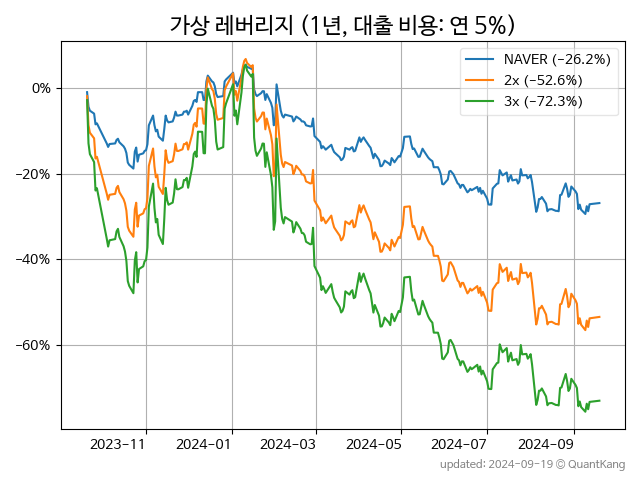 가상 레버리지 (1년, 대출 비용: 연 5%)
NAVER (−26.2%)
2x (−52.6%)
3x (−72.3%)
0%
−20%
−40%
−60%
2023−11 2024−01 2024−03 2024−05 2024−07 2024−09
updated: 2024−09−19 © QuantKang